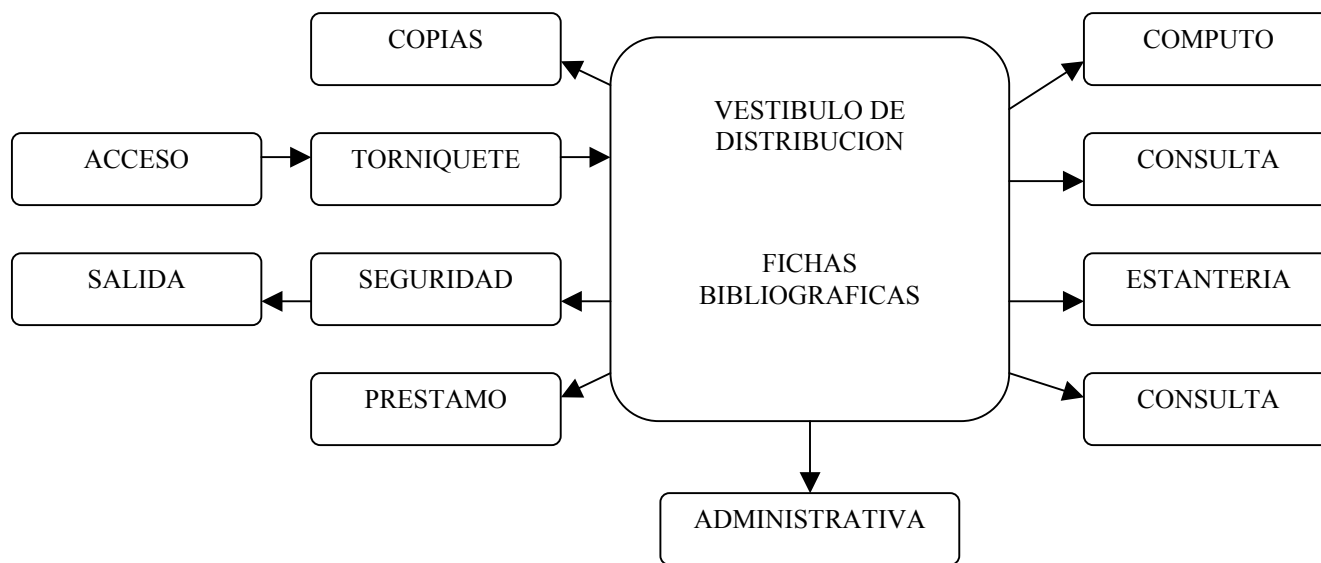 COPIAS
COMPUTO
VESTIBULO DE
DISTRIBUCION
ACCESO
TORNIQUETE
CONSULTA
FICHAS
BIBLIOGRAFICAS
SALIDA
SEGURIDAD
ESTANTERIA
PRESTAMO
CONSULTA
ADMINISTRATIVA